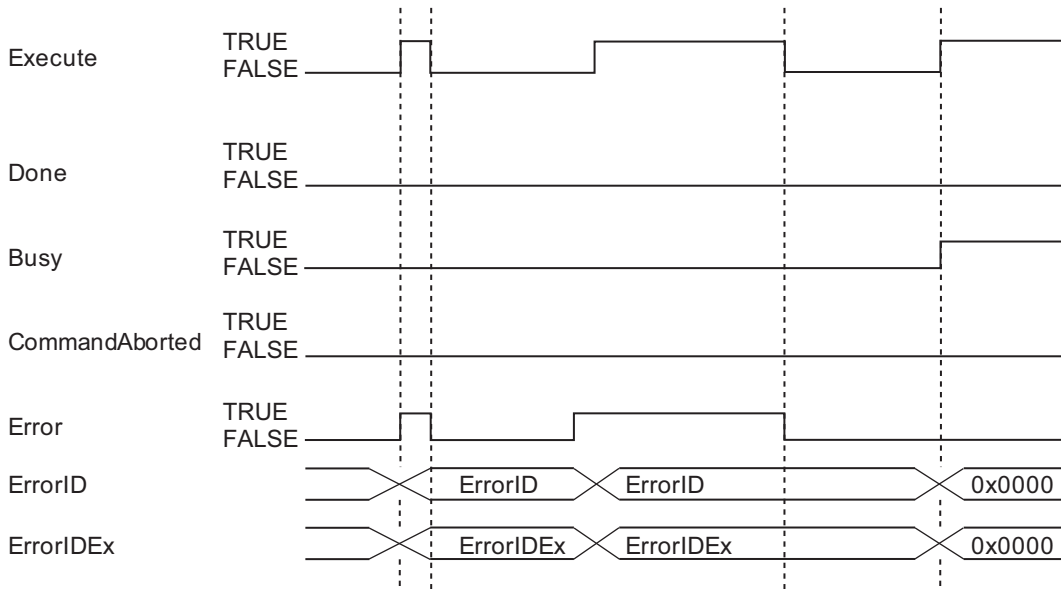 Execute
TRUE
FALSE
Done
TRUE
FALSE
Busy
TRUE
FALSE
CommandAborted
TRUE
FALSE
Error
TRUE
FALSE
ErrorID
ErrorID
ErrorID
0x0000
ErrorIDEx
ErrorIDEx
ErrorIDEx
0x0000